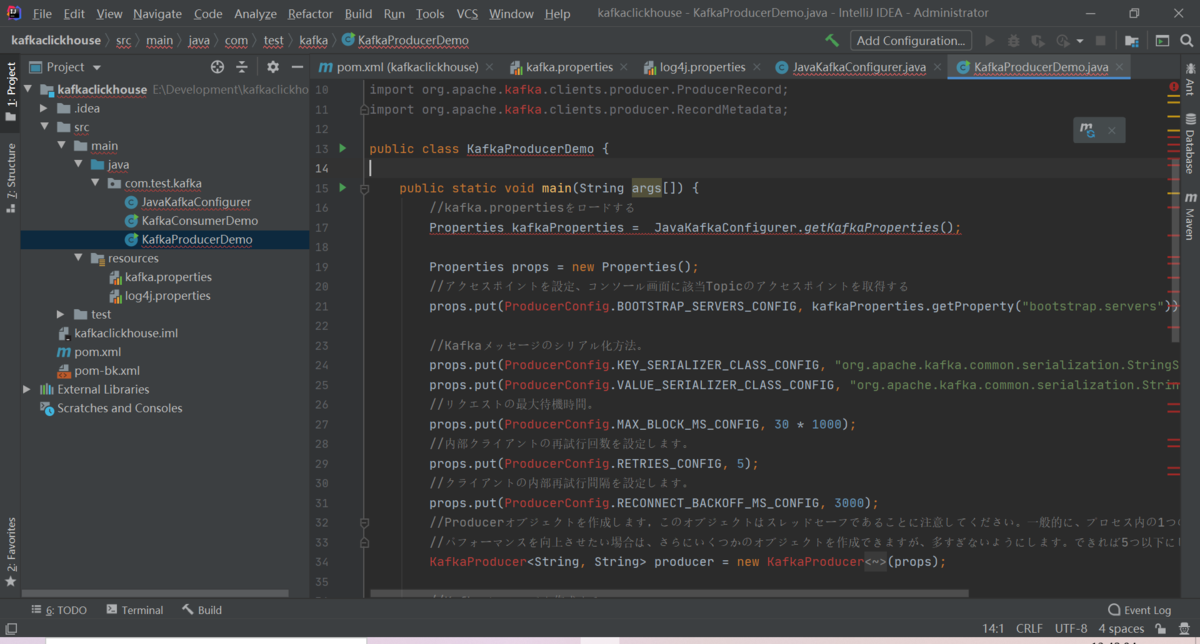 File Edit View Navigate Code Analyze Refactor Build Run Tools VCS Window Help kafkaclickhouse - KafkaProducerDemo.java - IntelliJ IDEA - Administrator
kafkaclickhouse src main java com test kafka KafkaProducerDemo Add Configuration...
Project pom.xml (kafkaclickhouse) kafka.properties log4j.properties JavaKafkaConfigurer.java KafkaProducerDemo.java
1: Project
7: Structure
2: Favorites
kafkaclickhouse E:\Development\kafkaclickho
.idea
src
main
java
com.test.kafka
JavaKafkaConfigurer
KafkaConsumerDemo
KafkaProducerDemo
resources
kafka.properties
log4j.properties
test
kafkaclickhouse.iml
pom.xml
pom-bk.xml
External Libraries
Scratches and Consoles
10 import org.apache.kafka.clients.producer.ProducerRecord;
11 import org.apache.kafka.clients.producer.RecordMetadata;
12
13 public class KafkaProducerDemo {
14
15 public static void main(String args[]) {
16 //kafka.propertiesをロードする
17 Properties kafkaProperties = JavaKafkaConfigurer.getKafkaProperties();
18
19 Properties props = new Properties();
20 //アクセスポイントを設定、コンソール画面に該当Topicのアクセスポイントを取得する
21 props.put(ProducerConfig.BOOTSTRAP_SERVERS_CONFIG, kafkaProperties.getProperty("bootstrap.servers"))
22
23 //Kafkaメッセージのシリアル化方法。
24 props.put(ProducerConfig.KEY_SERIALIZER_CLASS_CONFIG, "org.apache.kafka.common.serialization.StringS
25 props.put(ProducerConfig.VALUE_SERIALIZER_CLASS_CONFIG, "org.apache.kafka.common.serialization.Strin
26 //リクエストの最大待機時間。
27 props.put(ProducerConfig.MAX_BLOCK_MS_CONFIG, 30 * 1000);
28 //内部クライアントの再試行回数を設定します。
29 props.put(ProducerConfig.RETRIES_CONFIG, 5);
30 //クライアントの内部再試行間隔を設定します。
31 props.put(ProducerConfig.RECONNECT_BACKOFF_MS_CONFIG, 3000);
32 //Producerオブジェクトを作成します。このオブジェクトはスレッドセーフであることに注意してください。一般的に、プロセス内の1つ
33 //パフォーマンスを向上させたい場合は、さらにいくつかのオブジェクトを作成できますが、多すぎないようにします。できれば5つ以下に
34 KafkaProducer<String, String> producer = new KafkaProducer<~>(props);
35
Ant
Database
Maven
6: TODO Terminal Build Event Log
14:1 CRLF UTF-8 4 spaces